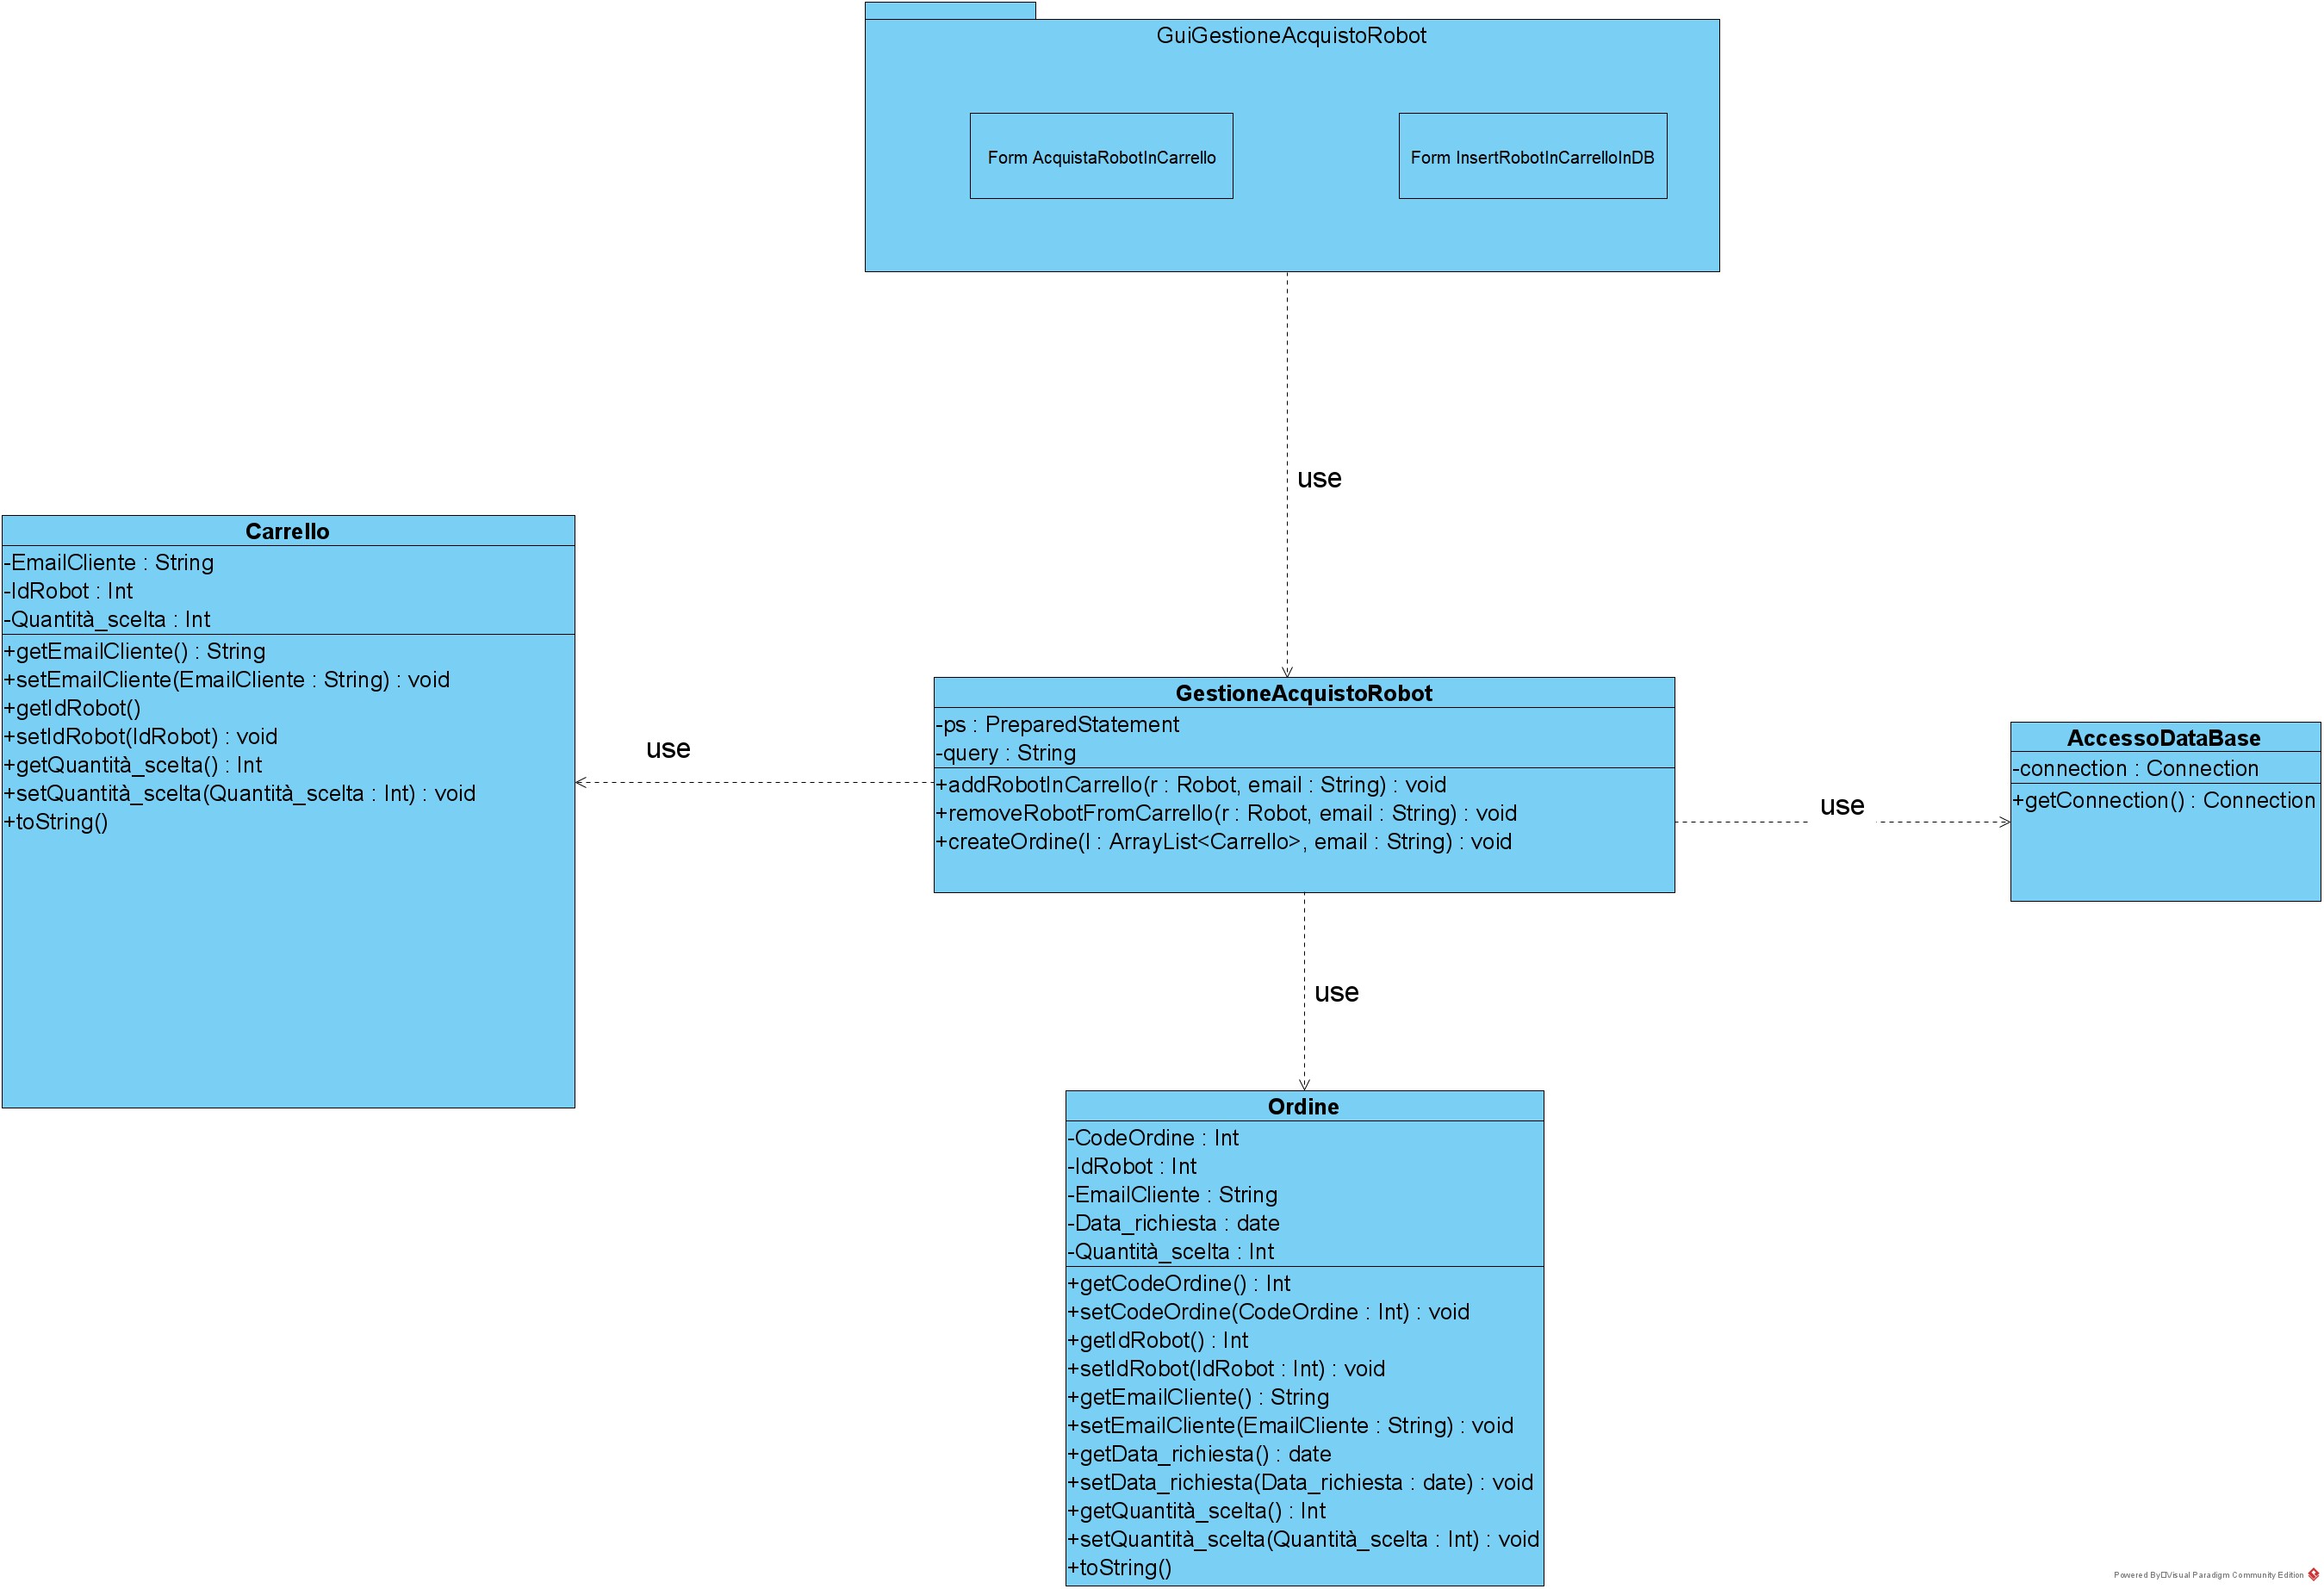 GuiGestioneAcquistoRobot
Form AcquistaRobotInCarrello
Form InsertRobotInCarrelloInDB
use
Carrello
-EmailCliente : String
-IdRobot : Int
-Quantità_scelta : Int
+getEmailCliente() : String
+setEmailCliente(EmailCliente : String) : void
+getIdRobot()
+setIdRobot(IdRobot) : void
+getQuantità_scelta() : Int
+setQuantità_scelta(Quantità_scelta : Int) : void
+toString()
use
GestioneAcquistoRobot
-ps : PreparedStatement
-query : String
+addRobotInCarrello(r : Robot, email : String) : void
+removeRobotFromCarrello(r : Robot, email : String) : void
+createOrdine(l : ArrayList<Carrello>, email : String) : void
use
AccessoDataBase
-connection : Connection
+getConnection() : Connection
use
Ordine
-CodeOrdine : Int
-IdRobot : Int
-EmailCliente : String
-Data_richiesta : date
-Quantità_scelta : Int
+getCodeOrdine() : Int
+setCodeOrdine(CodeOrdine : Int) : void
+getIdRobot() : Int
+setIdRobot(IdRobot : Int) : void
+getEmailCliente() : String
+setEmailCliente(EmailCliente : String) : void
+getData_richiesta() : date
+setData_richiesta(Data_richiesta : date) : void
+getQuantità_scelta() : Int
+setQuantità_scelta(Quantità_scelta : Int) : void
+toString()
Powered By□Visual Paradigm Community Edition